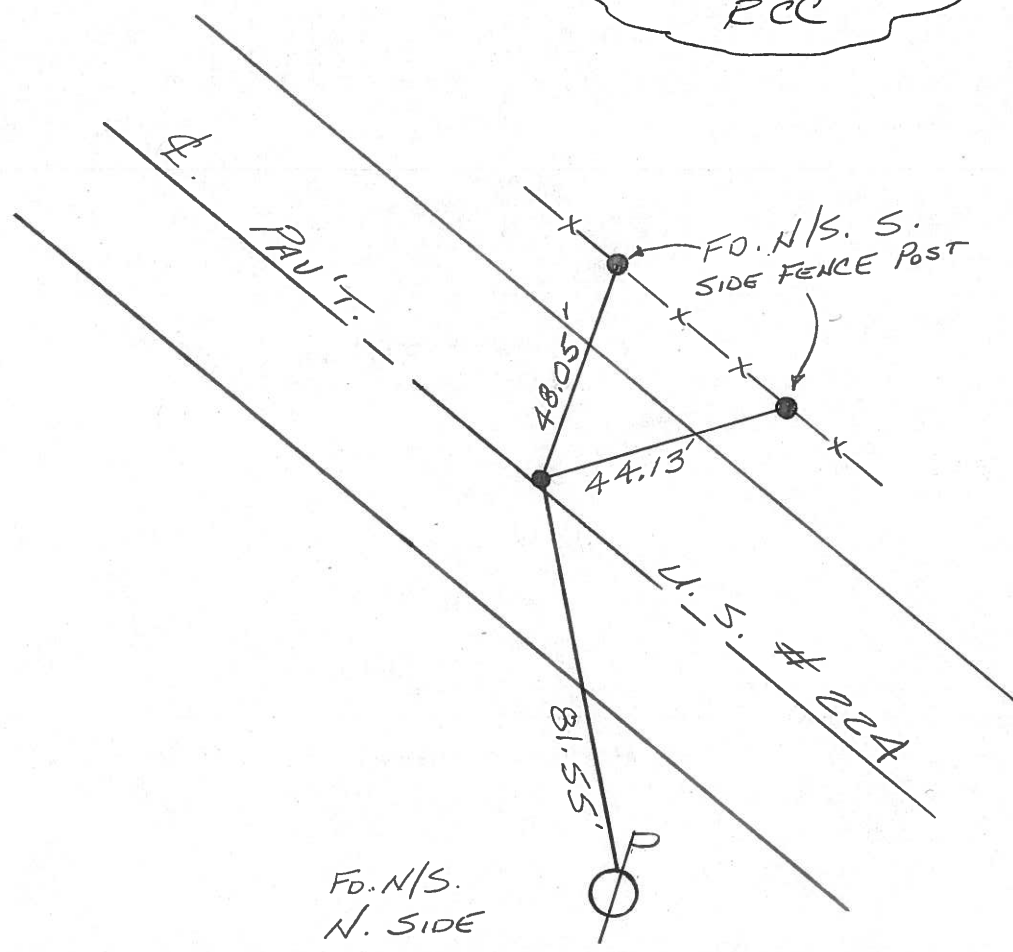 RCC
℄.
PAV'T.
FD. N/S. S.
SIDE FENCE POST
48.05'
44.13'
U. S. # 224
81.55'
P
FD. N/S.
N. SIDE